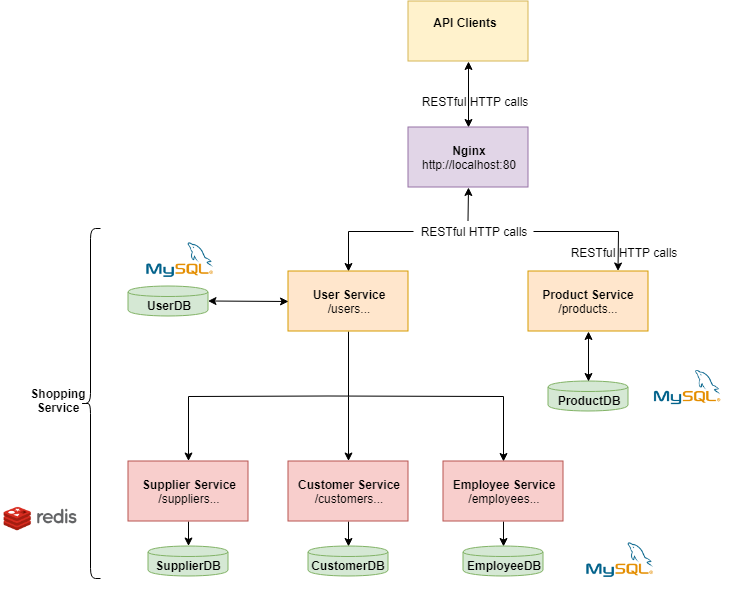 API Clients
RESTful HTTP calls
Nginx
http://localhost:80
RESTful HTTP calls
RESTful HTTP calls
MySQL®
UserDB
User Service
/users...
Product Service
/products...
Shopping
Service
ProductDB
MySQL®
Supplier Service
/suppliers...
Customer Service
/customers...
Employee Service
/employees...
redis
SupplierDB
CustomerDB
EmployeeDB
MySQL®